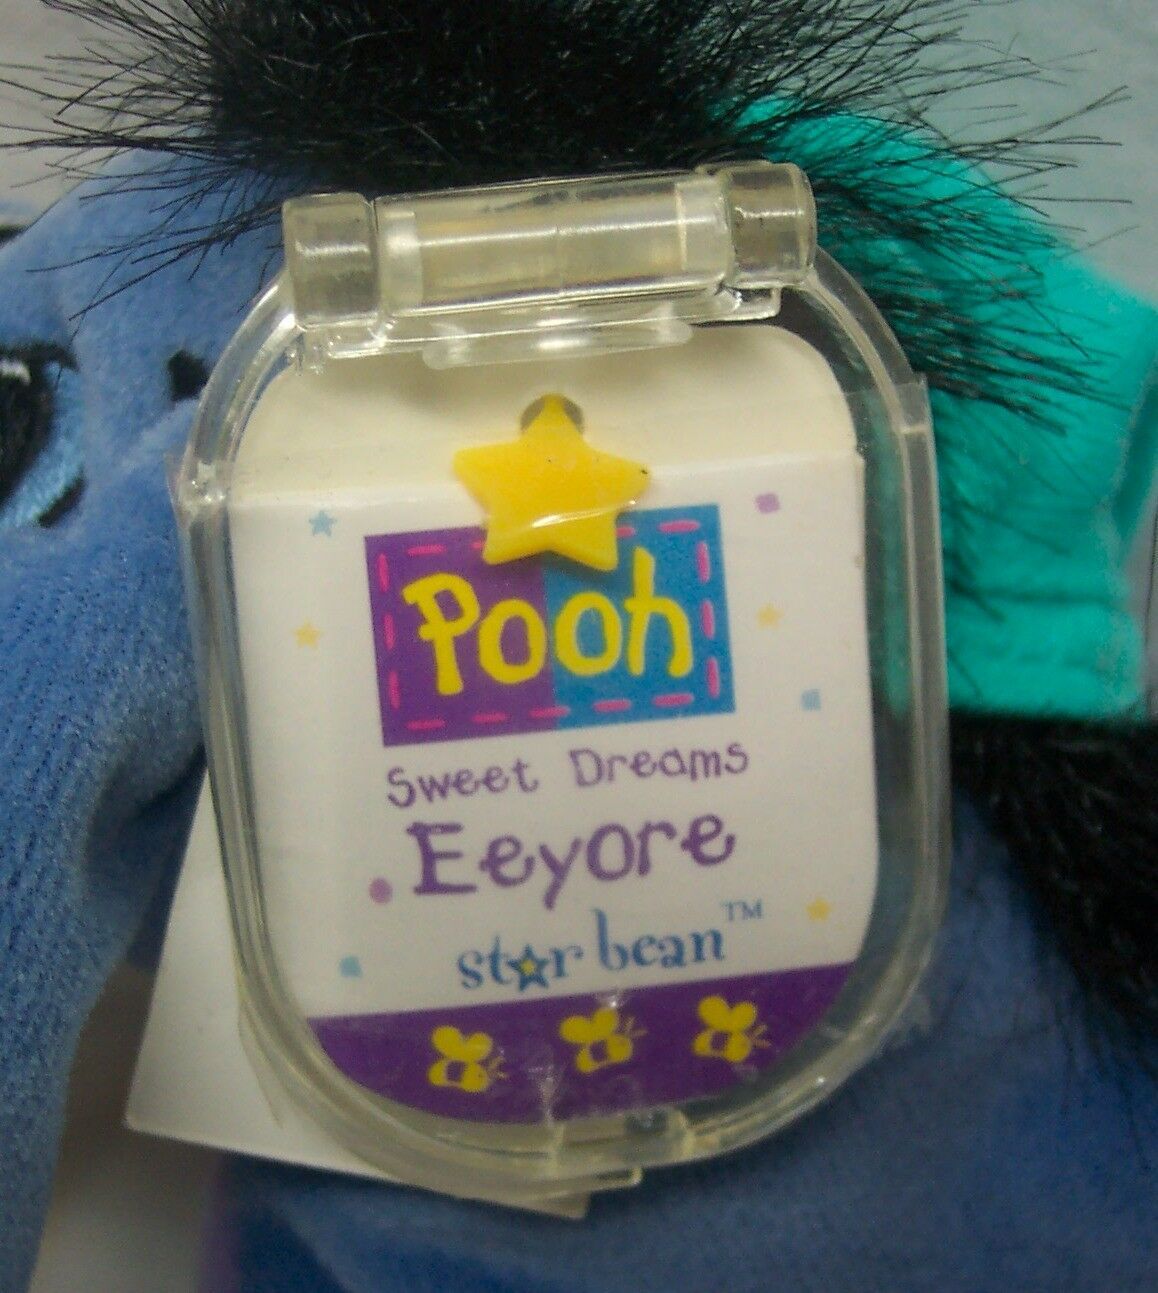 Pooh
Sweet Dreams
Eeyore
star bean™